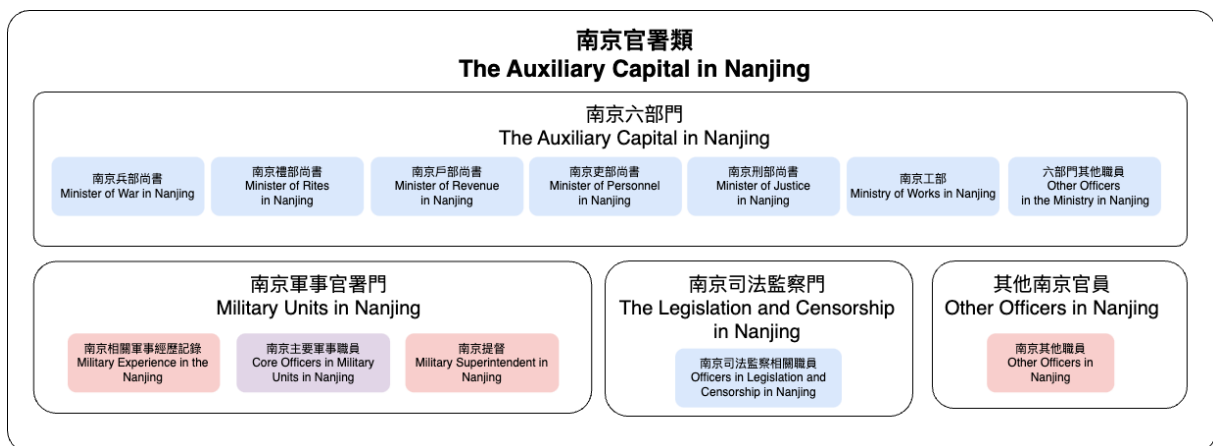 南京官署類
The Auxiliary Capital in Nanjing
南京六部門
The Auxiliary Capital in Nanjing
南京兵部尚書
Minister of War in Nanjing
南京禮部尚書
Minister of Rites
in Nanjing
南京戶部尚書
Minister of Revenue
in Nanjing
南京吏部尚書
Minister of Personnel
in Nanjing
南京刑部尚書
Minister of Justice
in Nanjing
南京工部
Ministry of Works in Nanjing
六部門其他職員
Other Officers
in the Ministry in Nanjing
南京軍事官署門
Military Units in Nanjing
南京相關軍事經歷記錄
Military Experience in the
Nanjing
南京主要軍事職員
Core Officers in Military
Units in Nanjing
南京提督
Military Superintendent in
Nanjing
南京司法監察門
The Legislation and Censorship
in Nanjing
南京司法監察相關職員
Officers in Legislation and
Censorship in Nanjing
其他南京官員
Other Officers in Nanjing
南京其他職員
Other Officers in
Nanjing